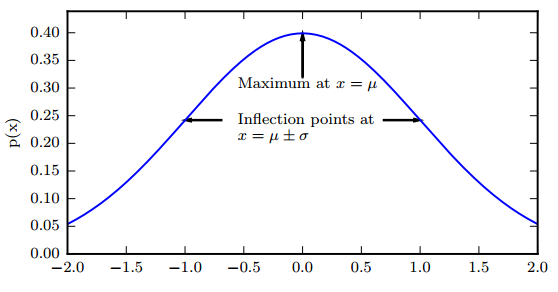 0.40
0.35
0.30
0.25
0.20
0.15
0.10
0.05
0.00
p(x)
Maximum at x = μ
Inflection points at
x = μ ± σ
−2.0 −1.5 −1.0 −0.5 0.0 0.5 1.0 1.5 2.0